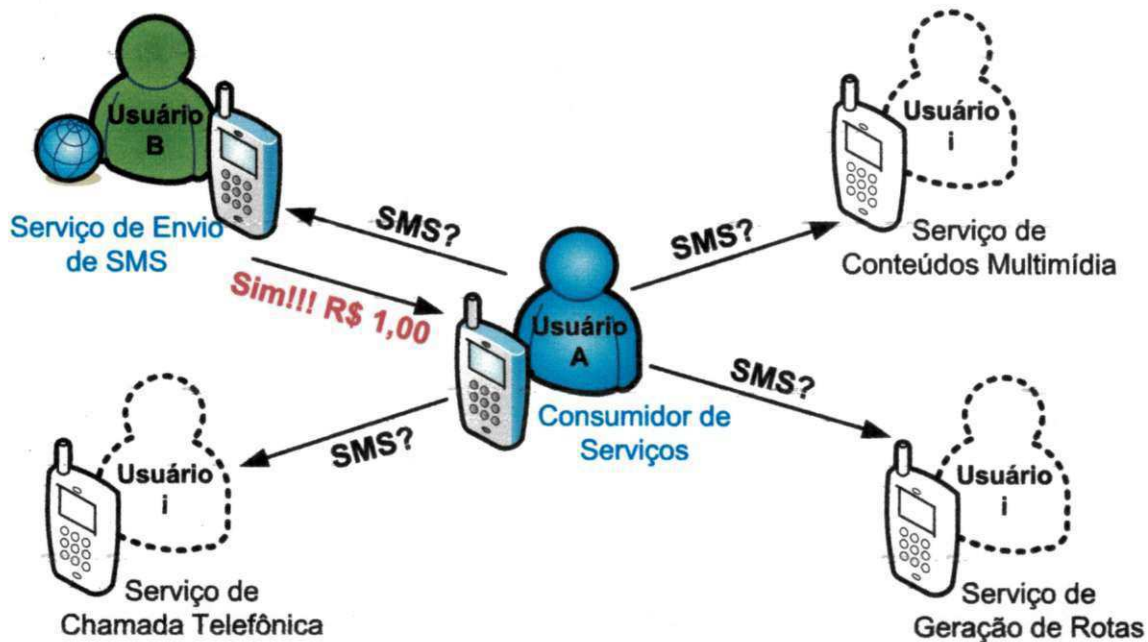 Usuário
B
Serviço de Envio
de SMS
SMS?
Sim!!! R$ 1,00
SMS?
Usuário
i
Serviço de
Conteúdos Multimídia
Usuário
A
Consumidor de
Serviços
SMS?
Usuário
i
Serviço de
Chamada Telefônica
SMS?
Usuário
i
Serviço de
Geração de Rotas